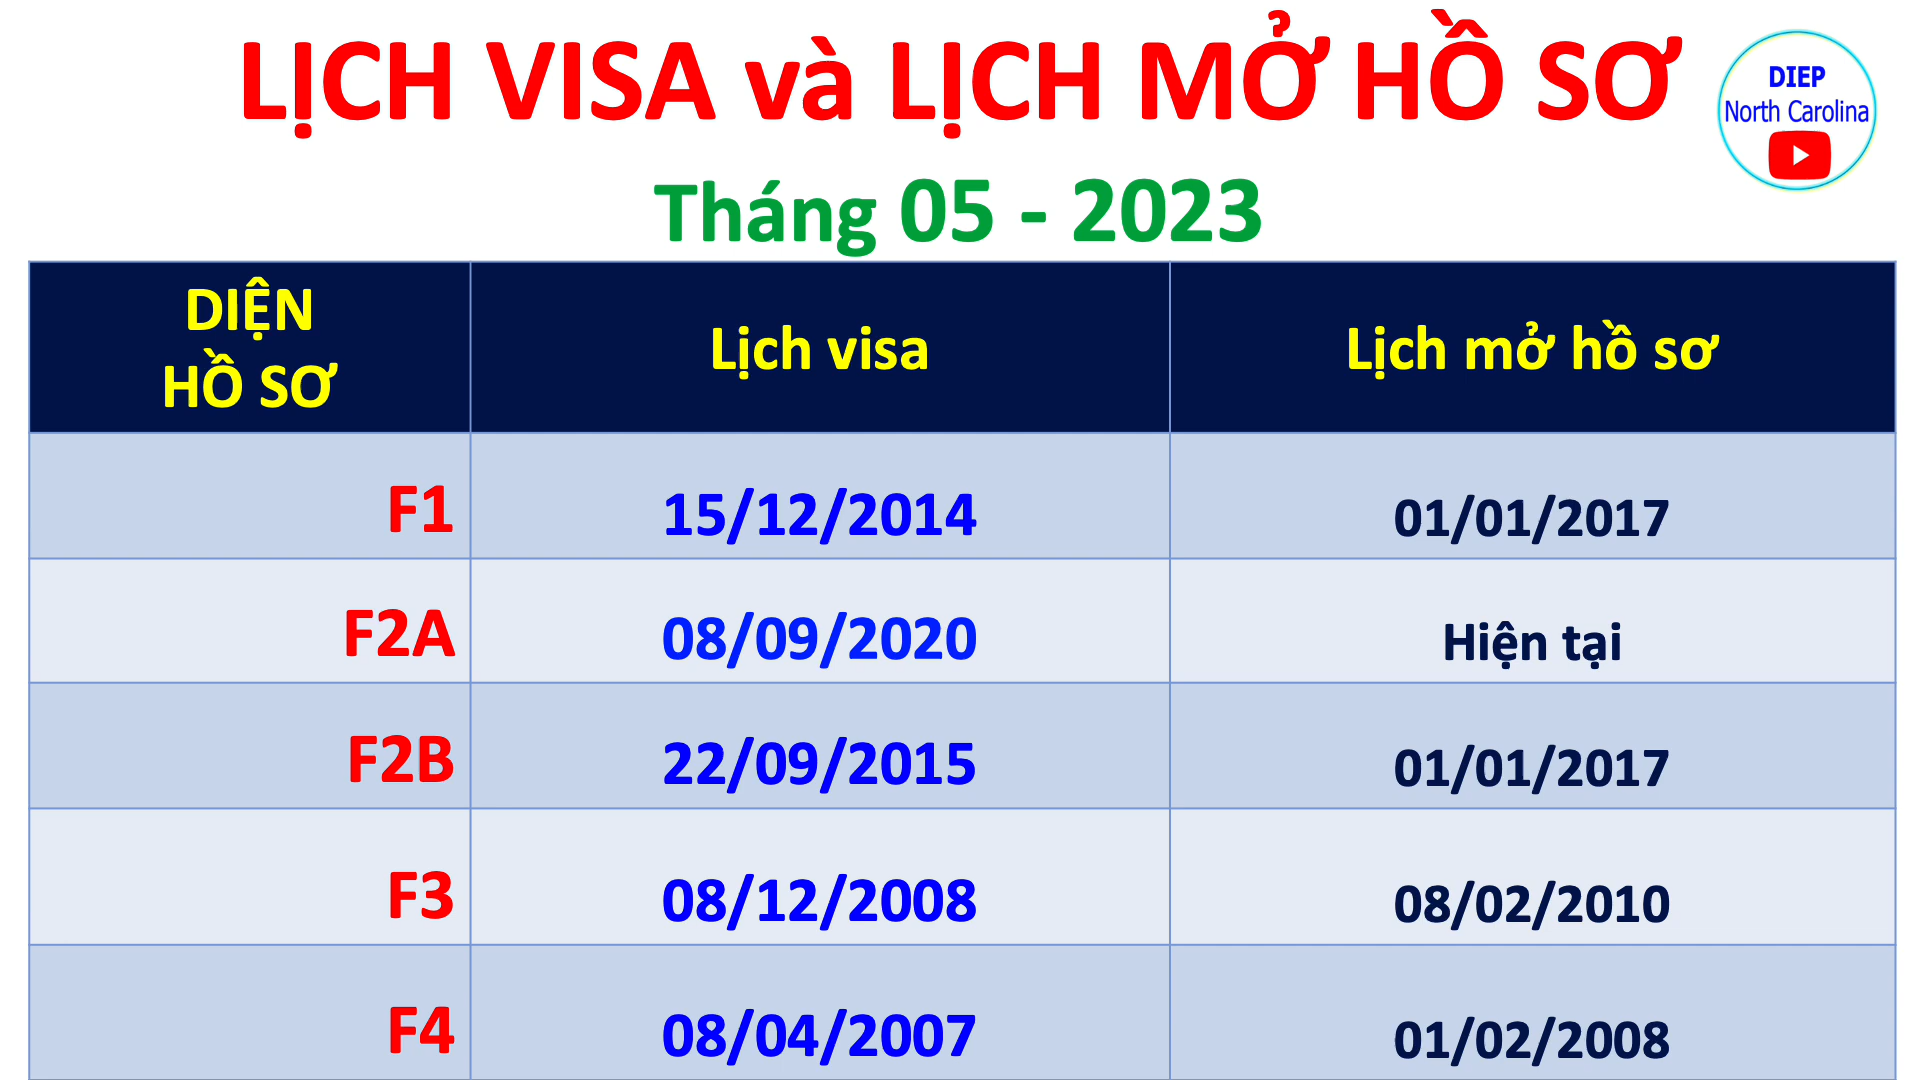 LỊCH VISA và LỊCH MỞ HỒ SƠ
DIEP
North Carolina
Tháng 05 - 2023
DIỆN
HỒ SƠ
Lịch visa
Lịch mở hồ sơ
F1 15/12/2014 01/01/2017
F2A 08/09/2020 Hiện tại
F2B 22/09/2015 01/01/2017
F3 08/12/2008 08/02/2010
F4 08/04/2007 01/02/2008